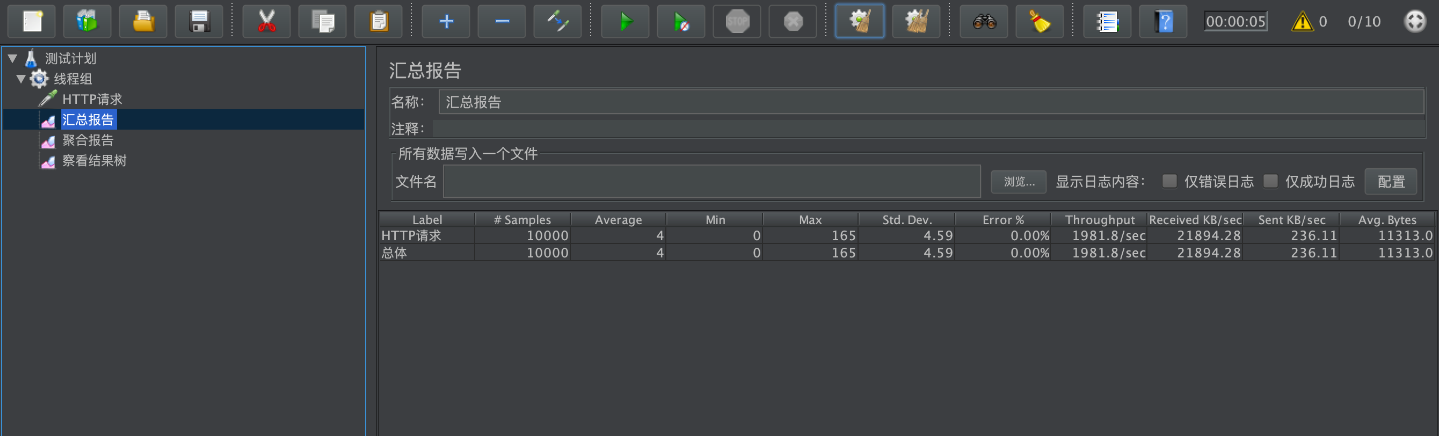 STOP
00:00:05
0
0/10
测试计划
线程组
HTTP请求
汇总报告
聚合报告
察看结果树
汇总报告
名称： 汇总报告
注释：
所有数据写入一个文件
文件名 浏览... 显示日志内容： 仅错误日志 仅成功日志 配置
Label # Samples Average Min Max Std. Dev. Error % Throughput Received KB/sec Sent KB/sec Avg. Bytes
HTTP请求 10000 4 0 165 4.59 0.00% 1981.8/sec 21894.28 236.11 11313.0
总体 10000 4 0 165 4.59 0.00% 1981.8/sec 21894.28 236.11 11313.0